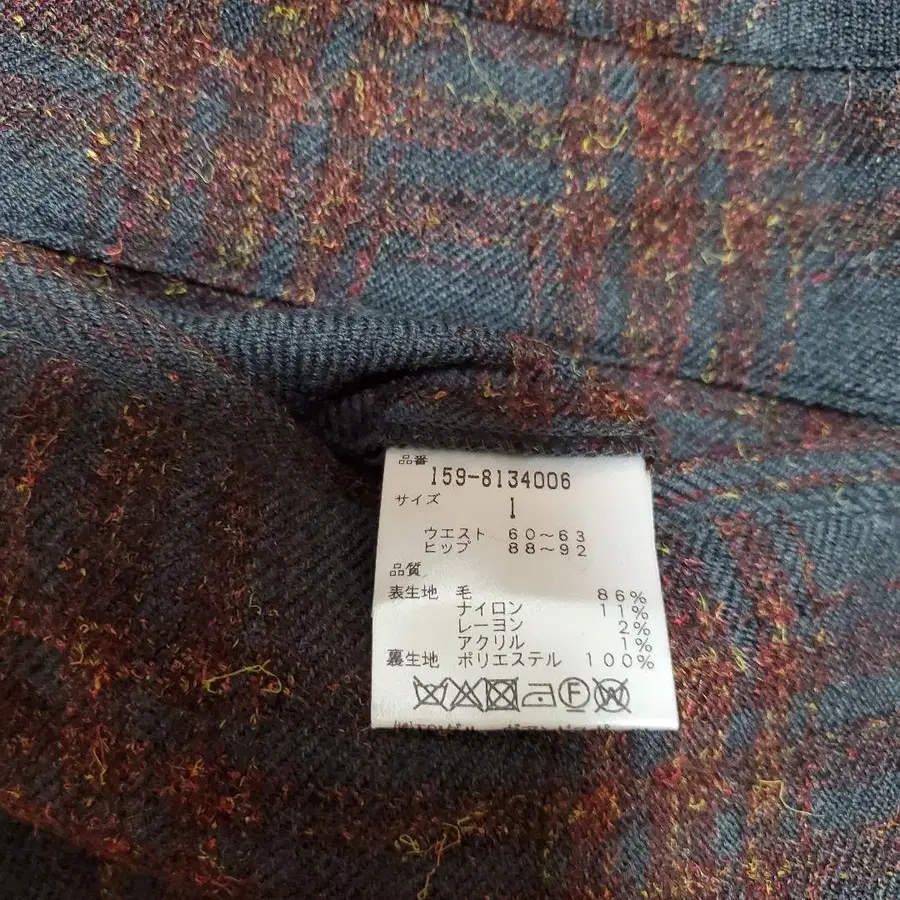 品番
159-8134006
サイズ
1
ウエスト 60~63
ヒップ 88~92
品質
表生地 毛 86%
ナイロン 11%
レーヨン 2%
アクリル 1%
裏生地 ポリエステル 100%